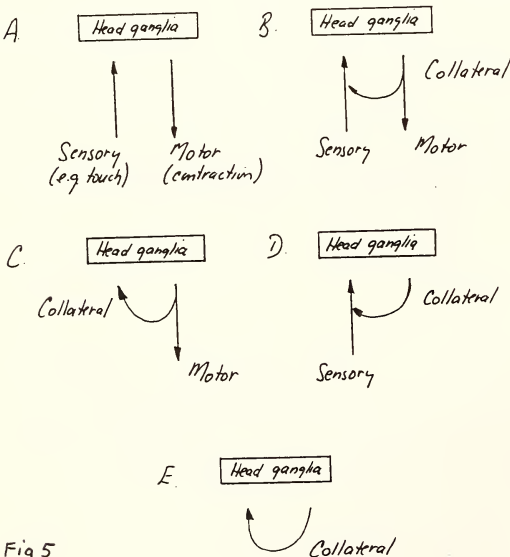 A.
Head ganglia
Sensory
(e.g. touch)
Motor
(contraction)
B.
Head ganglia
Collateral
Sensory
Motor
C.
Head ganglia
Collateral
Motor
D.
Head ganglia
Collateral
Sensory
E.
Head ganglia
Collateral
Fig 5